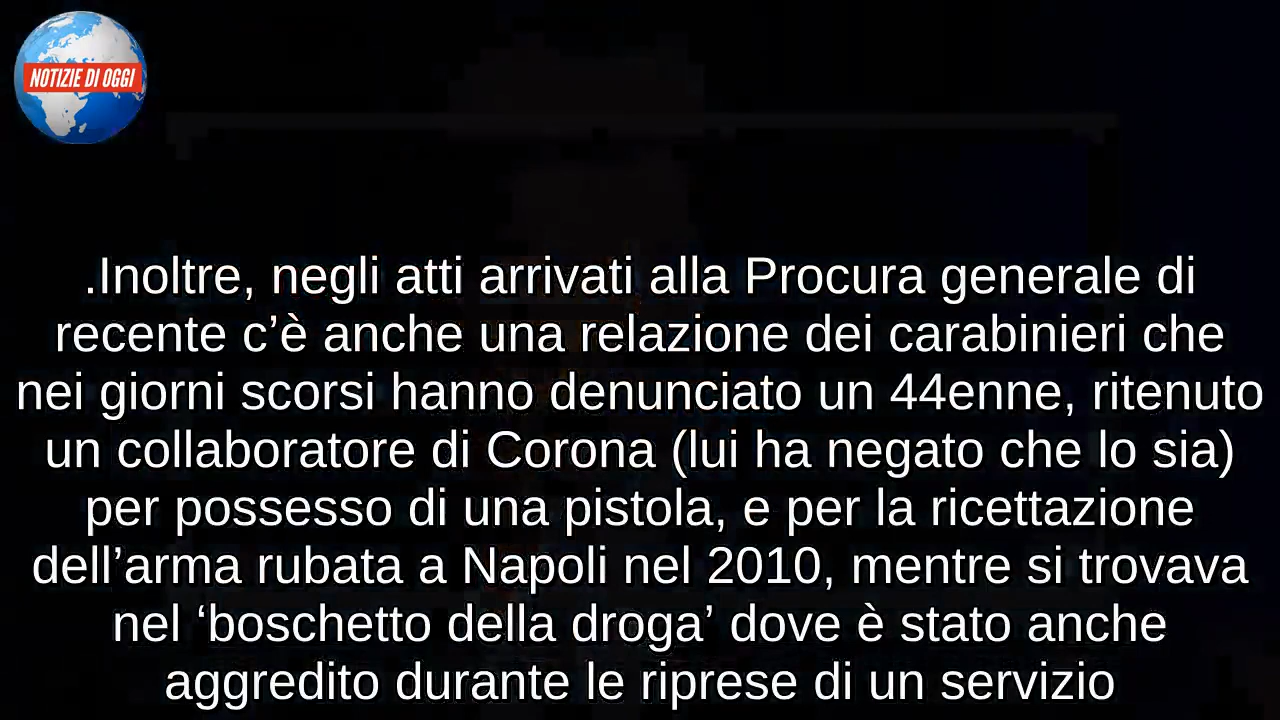 NOTIZIE DI OGGI
.Inoltre, negli atti arrivati alla Procura generale di
recente c’è anche una relazione dei carabinieri che
nei giorni scorsi hanno denunciato un 44enne, ritenuto
un collaboratore di Corona (lui ha negato che lo sia)
per possesso di una pistola, e per la ricettazione
dell’arma rubata a Napoli nel 2010, mentre si trovava
nel ‘boschetto della droga’ dove è stato anche
aggredito durante le riprese di un servizio